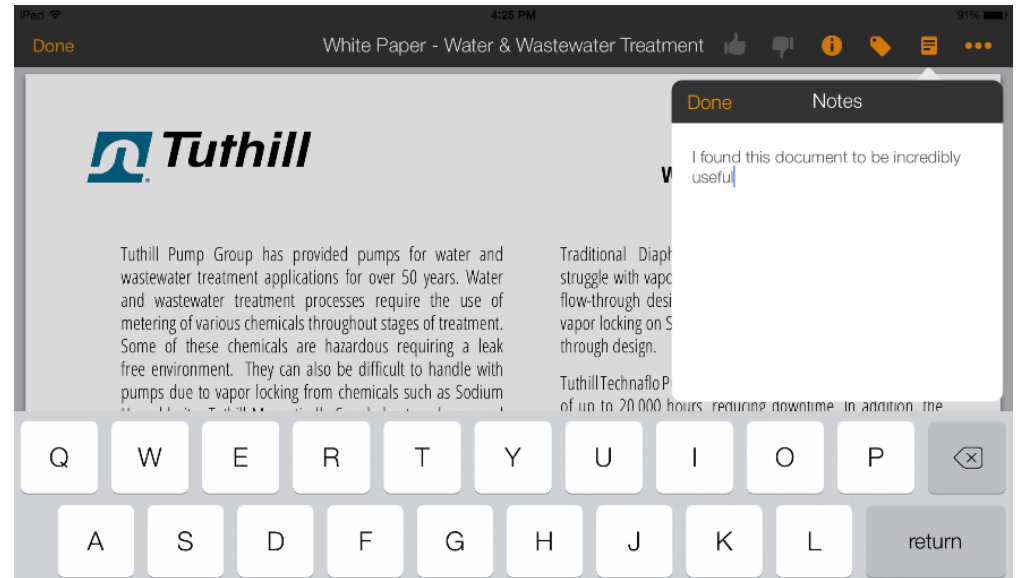 iPad 4:25 PM 91%
Done White Paper - Water & Wastewater Treatment
Done Notes
I found this document to be incredibly
useful
Tuthill
W
Tuthill Pump Group has provided pumps for water and
wastewater treatment applications for over 50 years. Water
and wastewater treatment processes require the use of
metering of various chemicals throughout stages of treatment.
Some of these chemicals are hazardous requiring a leak
free environment. They can also be difficult to handle with
pumps due to vapor locking from chemicals such as Sodium
Traditional Diaph
struggle with vapo
flow-through desi
vapor locking on S
through design.
Tuthill Technaflo P
of up to 20,000 hours, reducing downtime. In addition, the
Q W E R T Y U I O P
A S D F G H J K L return